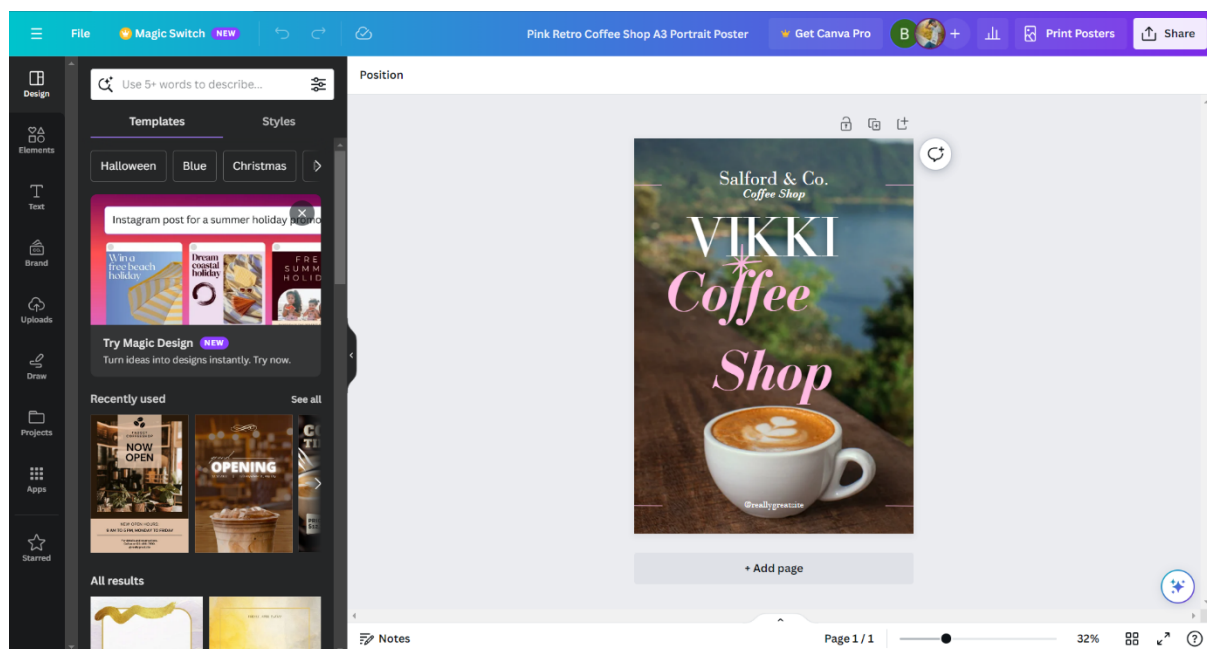 File
Magic Switch NEW
Pink Retro Coffee Shop A3 Portrait Poster
Get Canva Pro
B
Print Posters
Share
Design
Elements
Text
Brand
Uploads
Draw
Projects
Apps
Starred
Use 5+ words to describe...
Templates
Styles
Halloween
Blue
Christmas
Instagram post for a summer holiday promo
Win a
free beach
holiday
Dream
coastal
holiday
FRE
SUMM
HOLID
Try Magic Design NEW
Turn ideas into designs instantly. Try now.
Recently used
See all
NOW
OPEN
OPENING
All results
Position
Salford & Co.
Coffee Shop
VIKKI
Coffee
Shop
@reallygreatsite
+ Add page
Notes
Page 1 / 1
32%